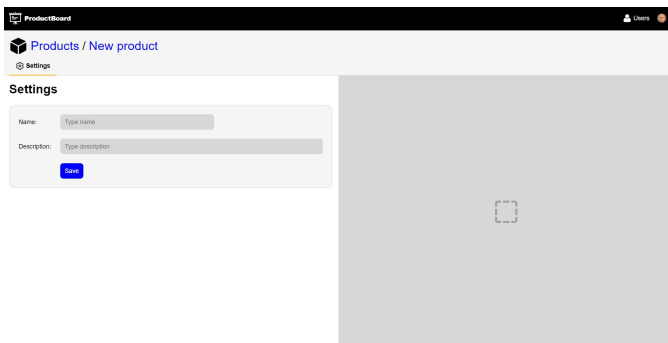 ProductBoard
Users
Products / New product
Settings
Settings
Name: Type name
Description: Type description
Save